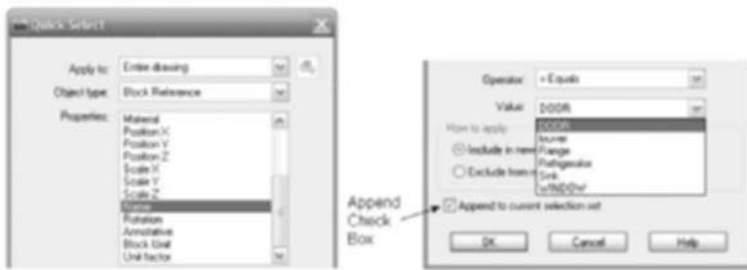 Quick Select
Apply to: Entire drawing
Object type: Block Reference
Properties: Material
Position X
Position Y
Position Z
Scale X
Scale Y
Scale Z
Name
Rotation
Annotative
Block Unit
Unit factor
Operator: = Equals
Value: DOOR
DOOR
louver
Range
Refrigerator
Sink
WINDOW
How to apply
Include in new
Exclude from
Append to current selection set
OK Cancel Help
Append
Check
Box